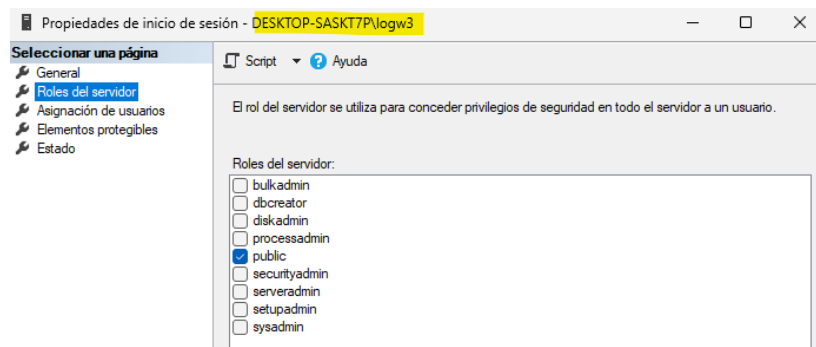 Propiedades de inicio de sesión - DESKTOP-SASKT7P\logw3
Seleccionar una página
General
Roles del servidor
Asignación de usuarios
Elementos protegibles
Estado
Script
Ayuda
El rol del servidor se utiliza para conceder privilegios de seguridad en todo el servidor a un usuario.
Roles del servidor:
bulkadmin
dbcreator
diskadmin
processadmin
public
securityadmin
serveradmin
setupadmin
sysadmin